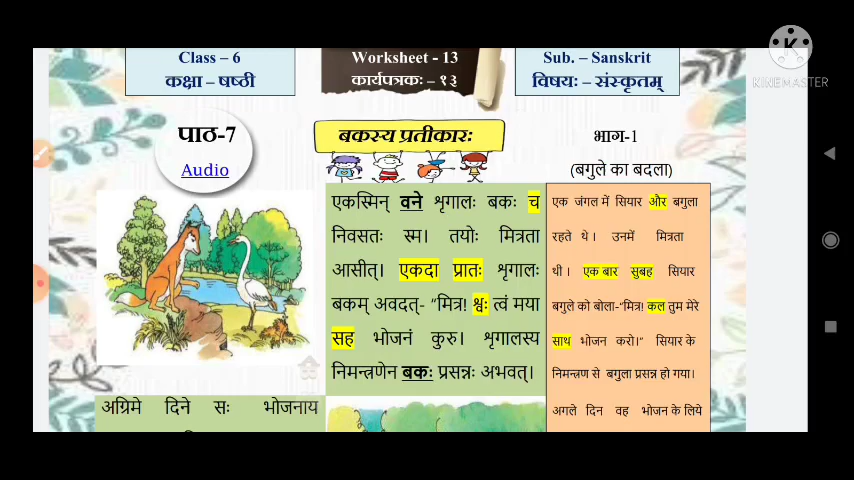 Class – 6
कक्षा – षष्ठी
Worksheet - 13
कार्यपत्रकः – १३
Sub. – Sanskrit
विषयः – संस्कृतम्
KINEMASTER
पाठ-7
Audio
बकस्य प्रतीकारः
भाग-1
(बगुले का बदला)
एकस्मिन् वने शृगालः बकः च
निवसतः स्म। तयोः मित्रता
आसीत्। एकदा प्रातः शृगालः
बकम् अवदत्- “मित्र! श्वः त्वं मया
सह भोजनं कुरु। शृगालस्य
निमन्त्रणेन बकः प्रसन्नः अभवत्।
एक जंगल में सियार और बगुला
रहते थे। उनमें मित्रता
थी। एक बार सुबह सियार
बगुले को बोला-“मित्र! कल तुम मेरे
साथ भोजन करो।” सियार के
निमन्त्रण से बगुला प्रसन्न हो गया।
अगले दिन वह भोजन के लिये
अग्रिमे दिने सः भोजनाय